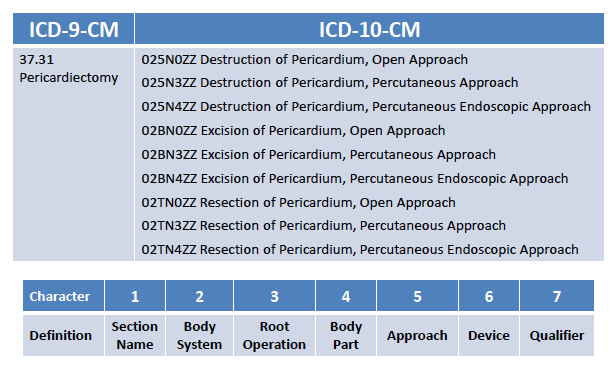 ICD-9-CM ICD-10-CM
37.31 025N0ZZ Destruction of Pericardium, Open Approach
Pericardiectomy 025N3ZZ Destruction of Pericardium, Percutaneous Approach
025N4ZZ Destruction of Pericardium, Percutaneous Endoscopic Approach
02BN0ZZ Excision of Pericardium, Open Approach
02BN3ZZ Excision of Pericardium, Percutaneous Approach
02BN4ZZ Excision of Pericardium, Percutaneous Endoscopic Approach
02TN0ZZ Resection of Pericardium, Open Approach
02TN3ZZ Resection of Pericardium, Percutaneous Approach
02TN4ZZ Resection of Pericardium, Percutaneous Endoscopic Approach
Character 1 2 3 4 5 6 7
Definition Section Name Body System Root Operation Body Part Approach Device Qualifier